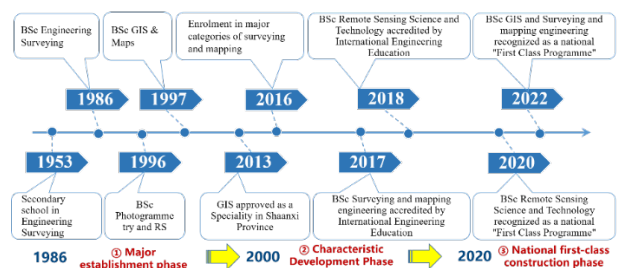 BSc Engineering
Surveying
BSc GIS &
Maps
Enrolment in major
categories of surveying
and mapping
BSc Remote Sensing Science and
Technology accredited by
International Engineering
Education
BSc GIS and Surveying and
mapping engineering
recognized as a national
"First Class Programme"
1986
1997
2016
2018
2022
1953
1996
2013
2017
2020
Secondary
school in
Engineering
Surveying
BSc
Photogramme
try and RS
GIS approved as a
Speciality in Shaanxi
Province
BSc Surveying and mapping
engineering accredited by
International Engineering
Education
BSc Remote Sensing
Science and Technology
recognized as a national
"First Class Programme"
1986
① Major
establishment phase
2000
② Characteristic
Development Phase
2020
③ National first-class
construction phase